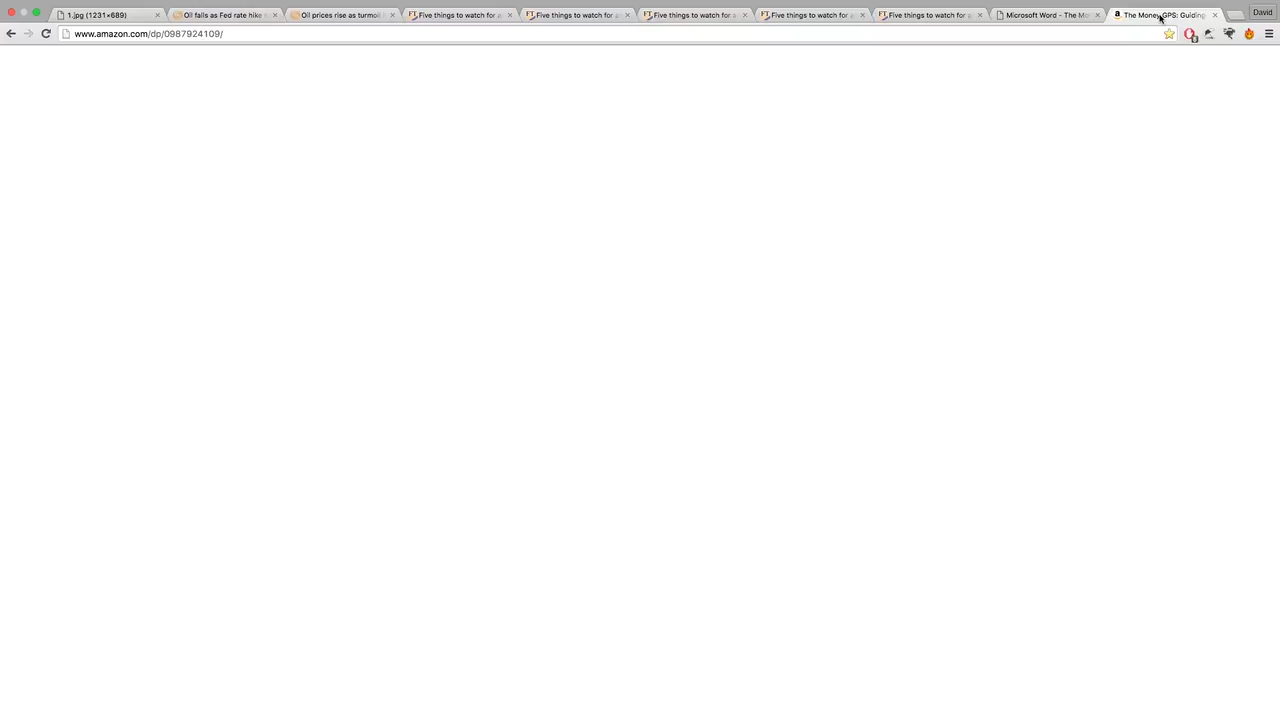 1.jpg (1231×689)
Oil falls as Fed rate hike
Oil prices rise as turmoil
Five things to watch for
Five things to watch for
Five things to watch for
Five things to watch for
Five things to watch for
Microsoft Word - The Mo
The Money GPS: Guiding
David
www.amazon.com/dp/0987924109/